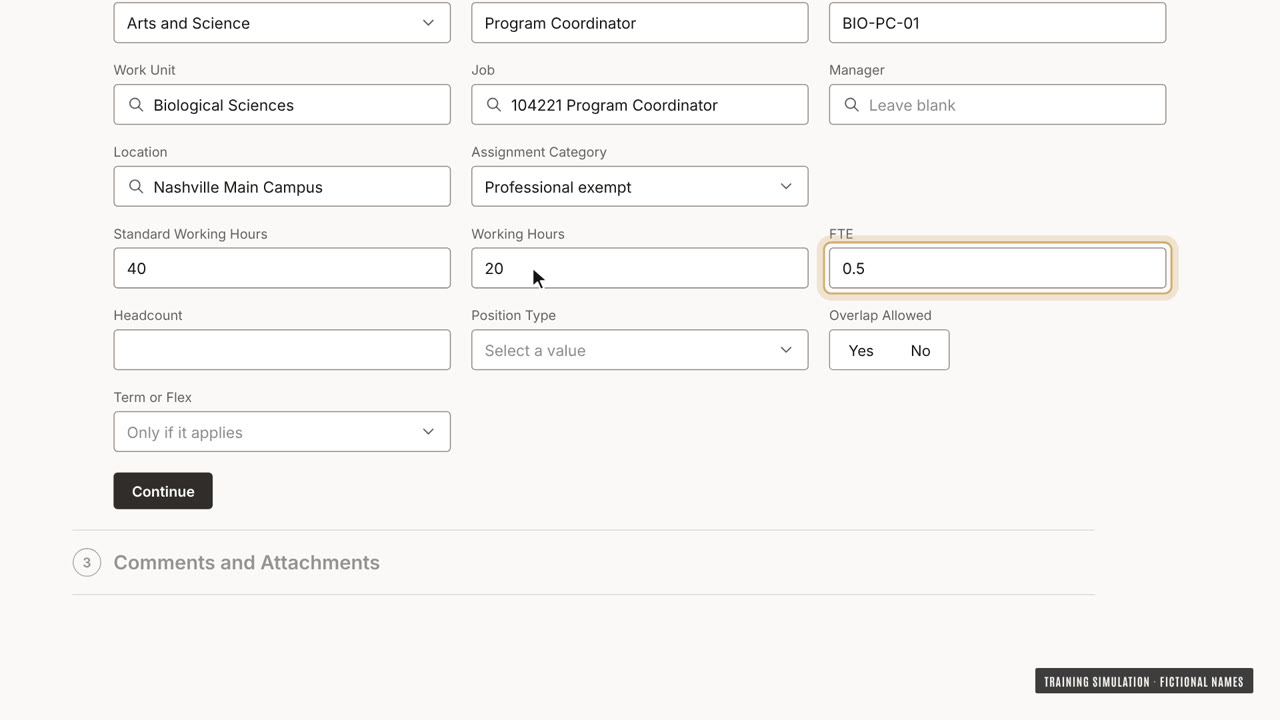 Arts and Science
Program Coordinator
BIO-PC-01
Work Unit
Job
Manager
Biological Sciences
104221 Program Coordinator
Leave blank
Location
Assignment Category
Nashville Main Campus
Professional exempt
Standard Working Hours
Working Hours
FTE
40
20
0.5
Headcount
Position Type
Overlap Allowed
Select a value
Yes
No
Term or Flex
Only if it applies
Continue
3
Comments and Attachments
TRAINING SIMULATION · FICTIONAL NAMES